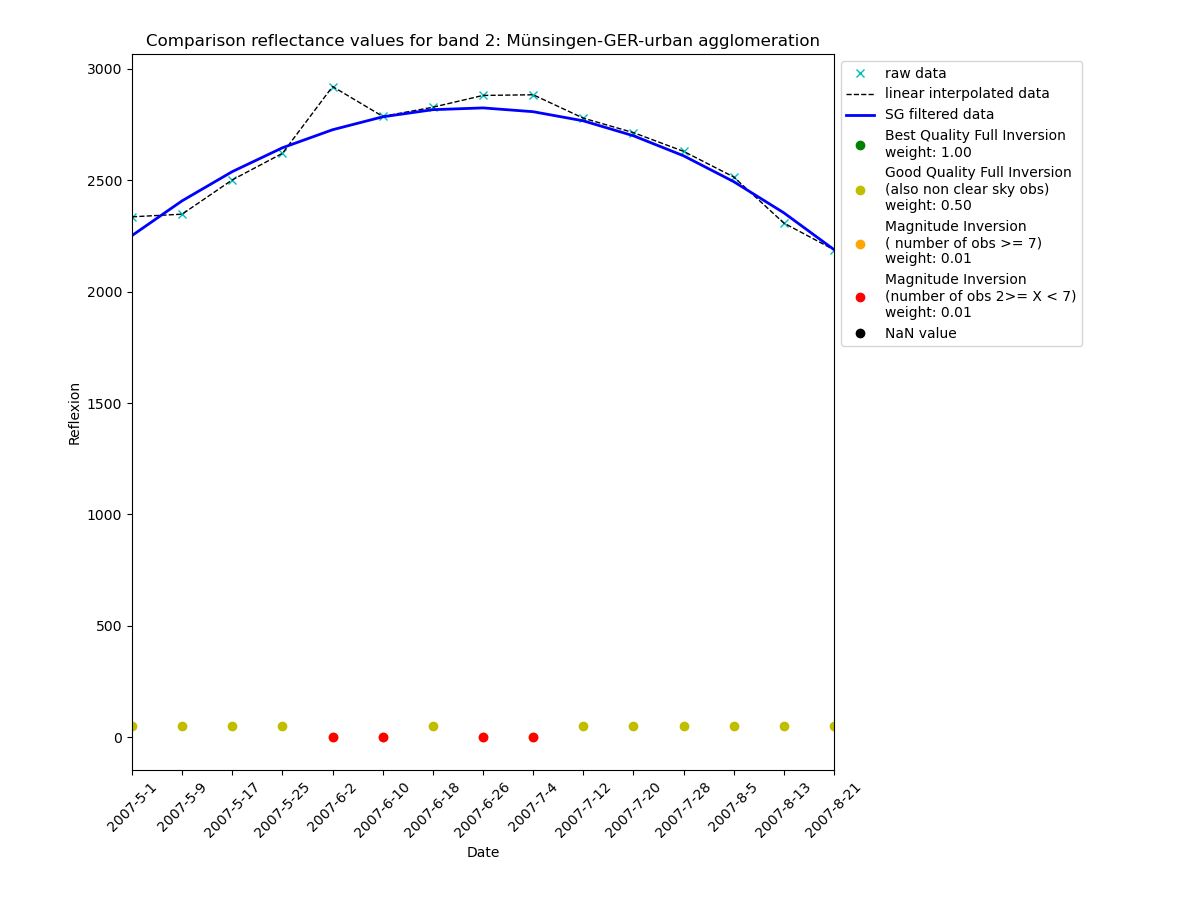 Comparison reflectance values for band 2: Münsingen-GER-urban agglomeration
3000
2500
2000
1500
1000
500
0
Reflexion
2007-5-1
2007-5-9
2007-5-17
2007-5-25
2007-6-2
2007-6-10
2007-6-18
2007-6-26
2007-7-4
2007-7-12
2007-7-20
2007-7-28
2007-8-5
2007-8-13
2007-8-21
Date
raw data
linear interpolated data
SG filtered data
Best Quality Full Inversion
weight: 1.00
Good Quality Full Inversion
(also non clear sky obs)
weight: 0.50
Magnitude Inversion
( number of obs >= 7)
weight: 0.01
Magnitude Inversion
(number of obs 2>= X < 7)
weight: 0.01
NaN value